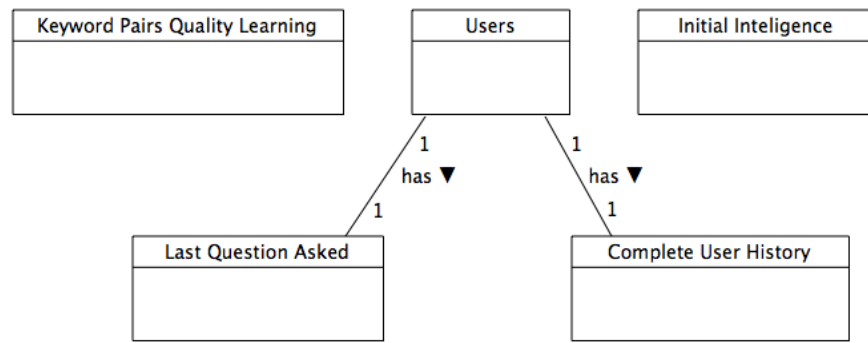 Keyword Pairs Quality Learning
Users
Initial Inteligence
1
1
has ▼
has ▼
1
1
Last Question Asked
Complete User History